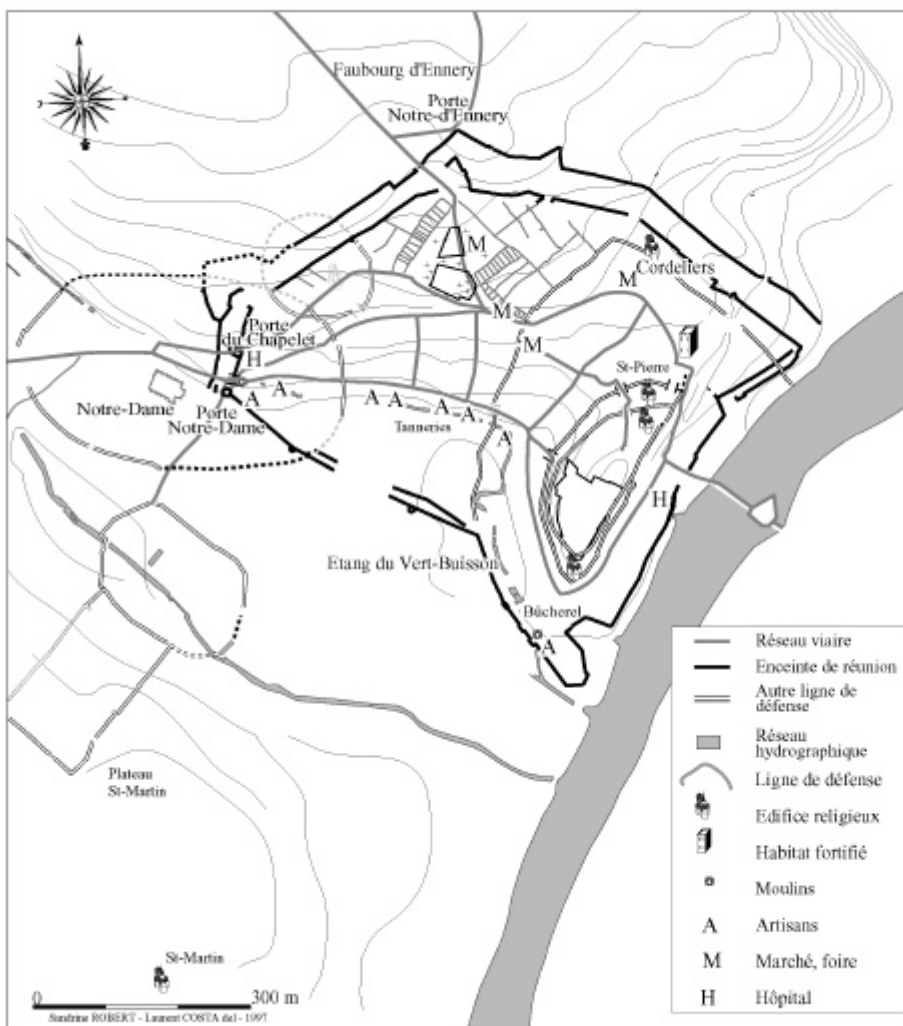 Faubourg d'Ennery
Porte
Notre-d'Ennery
M
Cordeliers
M
M
Porte
du Chapelet
H
M
St-Pierre
Notre-Dame
Porte
Notre-Dame
A
A
A
A
A
Tanneries
A
H
Etang du Vert-Buisson
Bûcherel
A
Plateau
St-Martin
St-Martin
0
300 m
Sandrine ROBERT - Laurent COSTA del - 1997
Réseau viaire
Enceinte de réunion
Autre ligne de
défense
Réseau
hydrographique
Ligne de défense
Edifice religieux
Habitat fortifié
Moulins
A
Artisans
M
Marché, foire
H
Hôpital